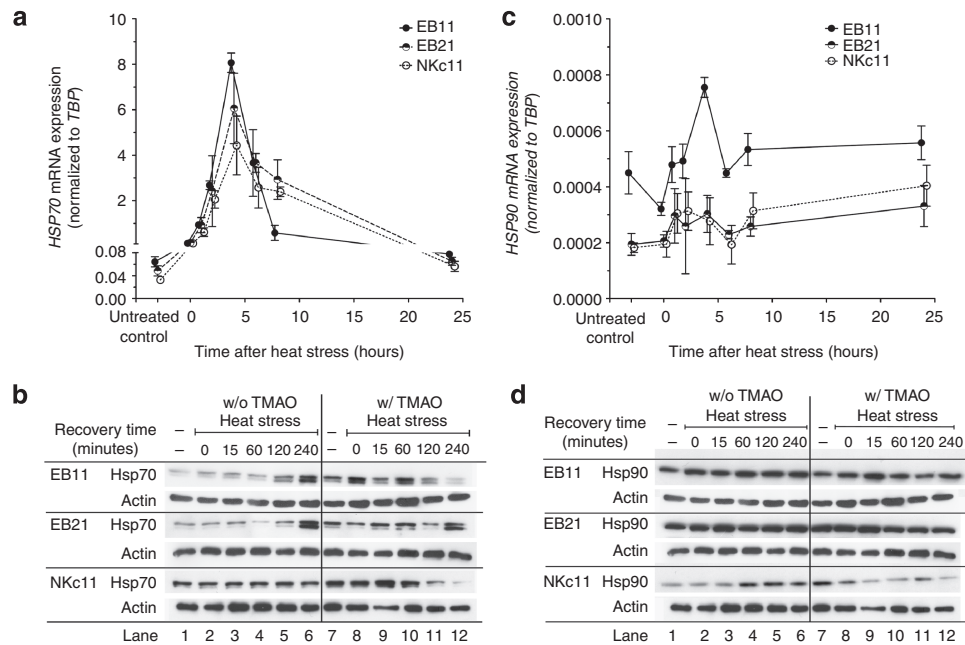 a
HSP70 mRNA expression
(normalized to TBP)
10
8
6
4
2
0.08
0.04
0.00
EB11
EB21
NKc11
Untreated
control
0 5 10 15 20 25
Time after heat stress (hours)
c
HSP90 mRNA expression
(normalized to TBP)
0.0010
0.0008
0.0006
0.0004
0.0002
0.0000
EB11
EB21
NKc11
Untreated
control
0 5 10 15 20 25
Time after heat stress (hours)
b
w/o TMAO w/ TMAO
Heat stress Heat stress
Recovery time – –
(minutes) – 0 15 60 120 240 – 0 15 60 120 240
EB11 Hsp70
Actin
EB21 Hsp70
Actin
NKc11 Hsp70
Actin
Lane 1 2 3 4 5 6 7 8 9 10 11 12
d
w/o TMAO w/ TMAO
Heat stress Heat stress
Recovery time – –
(minutes) – 0 15 60 120 240 – 0 15 60 120 240
EB11 Hsp90
Actin
EB21 Hsp90
Actin
NKc11 Hsp90
Actin
Lane 1 2 3 4 5 6 7 8 9 10 11 12